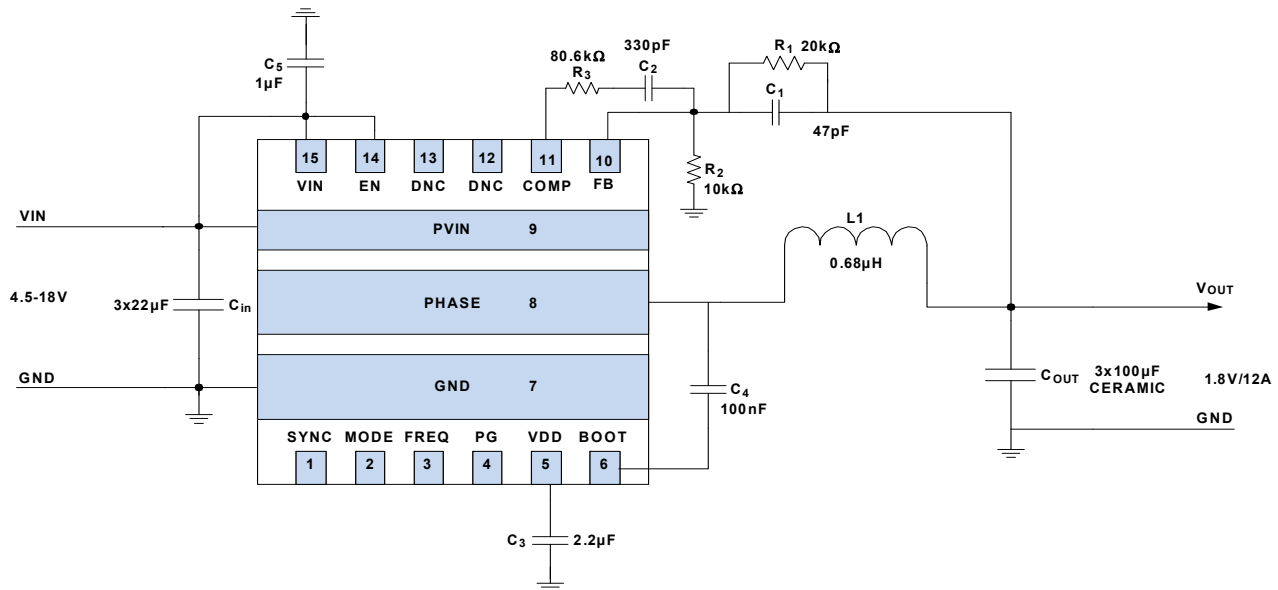 330pF
R1 20kΩ
80.6kΩ
C2
R3
C5
1µF
C1
47pF
15 14 13 12 11 10
VIN EN DNC DNC COMP FB
R2
10kΩ
VIN
PVIN 9
L1
0.68µH
4.5-18V
3x22µF Cin
PHASE 8
VOUT
GND
GND 7
C4
100nF
COUT 3x100µF
CERAMIC
1.8V/12A
GND
SYNC MODE FREQ PG VDD BOOT
1 2 3 4 5 6
C3 2.2µF